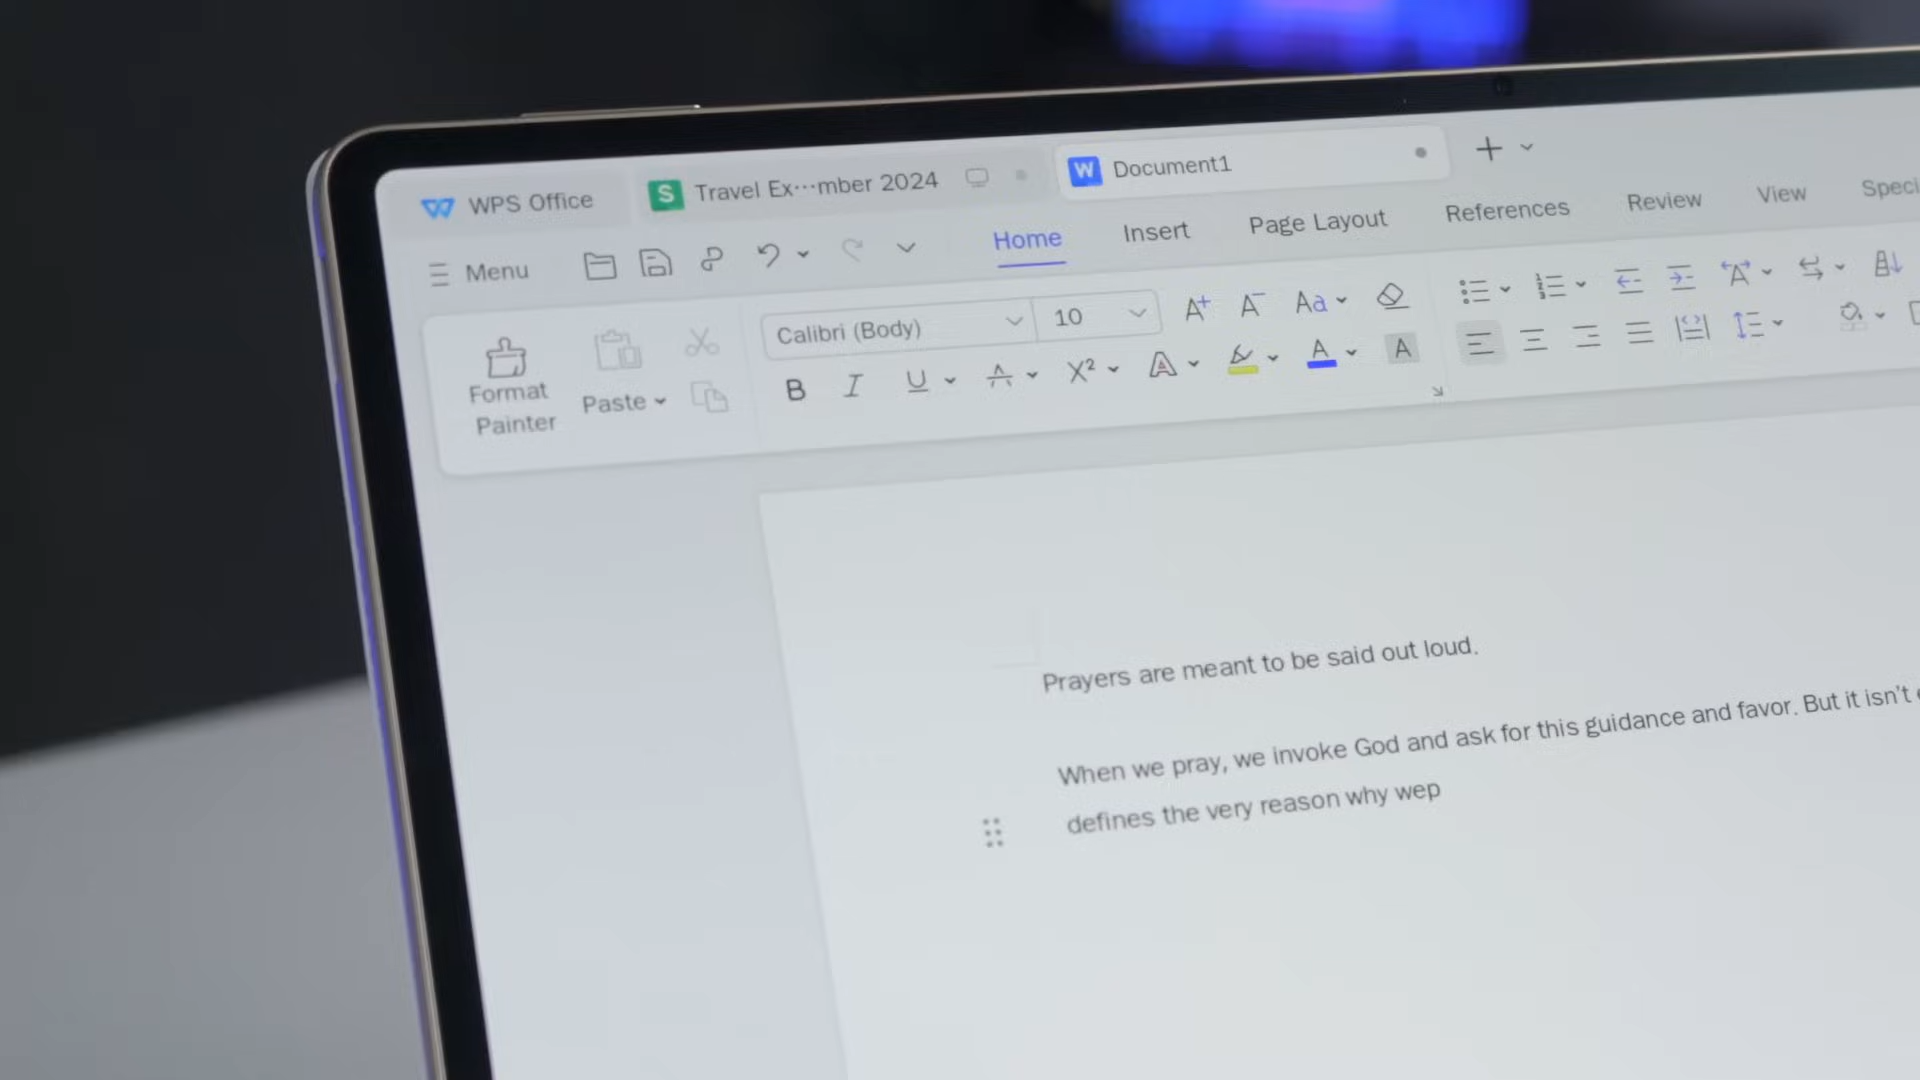 WPS Office
Travel Ex···mber 2024
Document1
Menu
Home
Insert
Page Layout
References
Review
View
Format
Painter
Paste
Calibri (Body)
10
Prayers are meant to be said out loud.
When we pray, we invoke God and ask for this guidance and favor. But it isn't
defines the very reason why wep